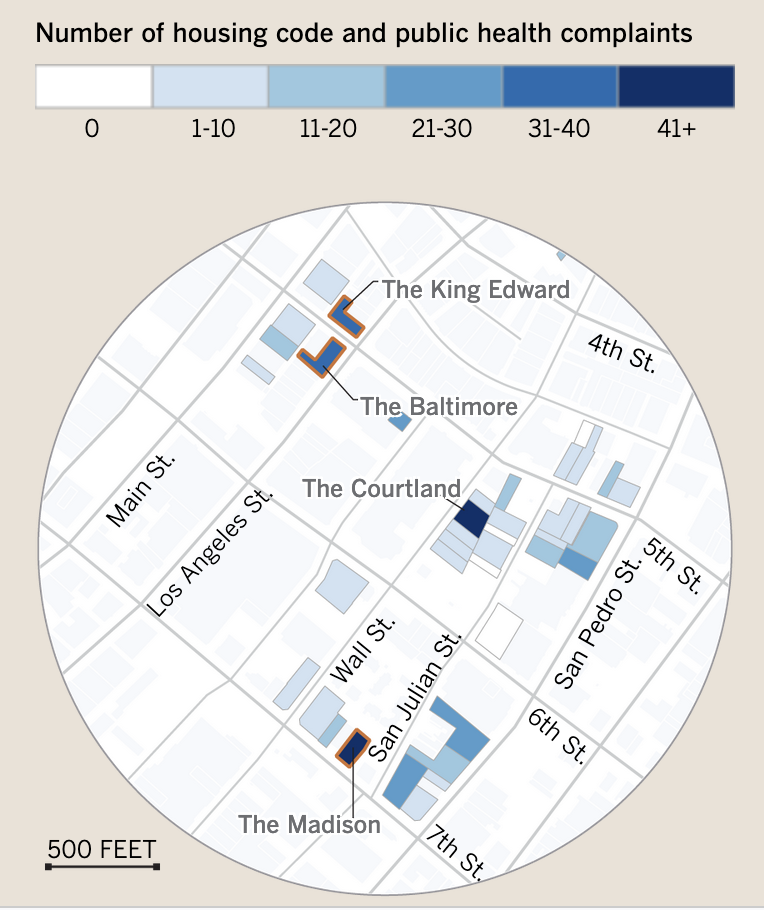 Number of housing code and public health complaints
0 1-10 11-20 21-30 31-40 41+
The King Edward
4th St.
The Baltimore
Main St.
The Courtland
Los Angeles St.
5th St.
San Pedro St.
Wall St.
San Julian St.
6th St.
The Madison
7th St.
500 FEET